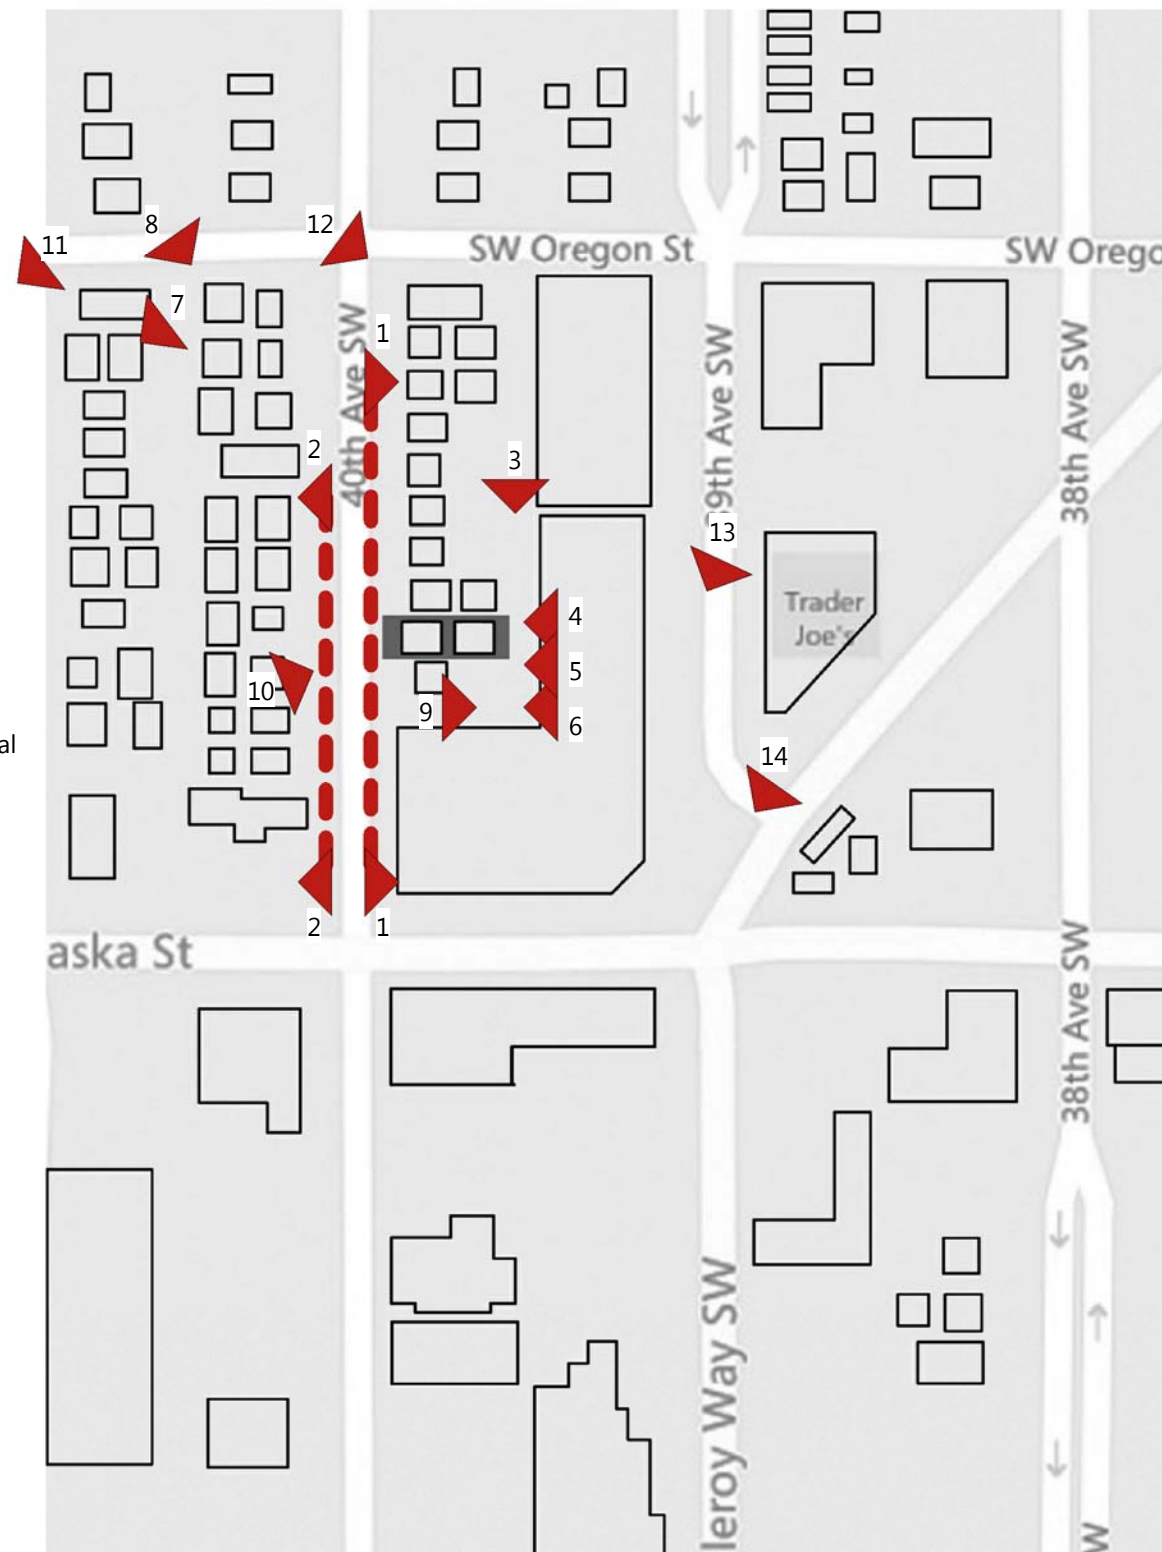 8
12
11
SW Oregon St
SW Orego
7
1
40th Ave SW
9th Ave SW
38th Ave SW
2
3
13
Trader
Joe's
4
5
10
9
6
al
14
2
1
aska St
38th Ave SW
leroy Way SW
W